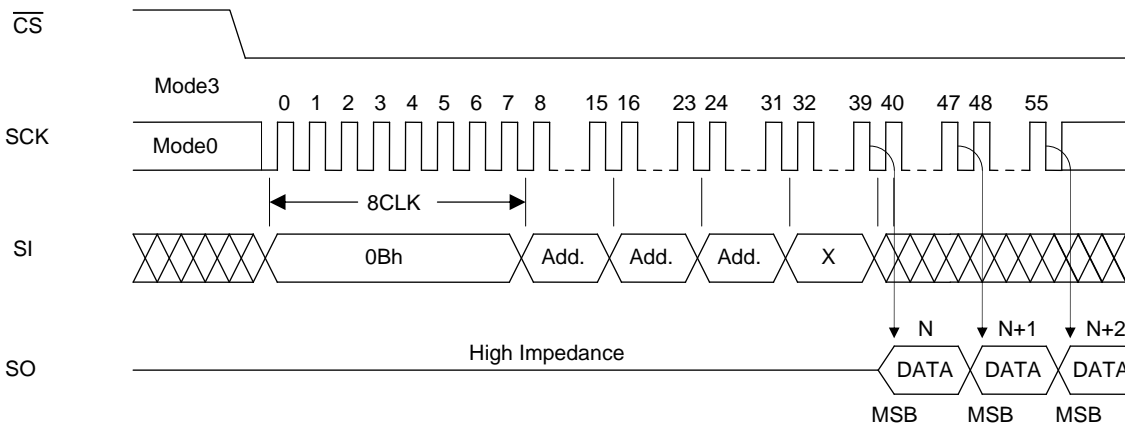 CS
Mode3
0 1 2 3 4 5 6 7 8 15 16 23 24 31 32 39 40 47 48 55
SCK
Mode0
8CLK
SI
0Bh Add. Add. Add. X
N N+1 N+2
High Impedance
SO
DATA DATA DATA
MSB MSB MSB